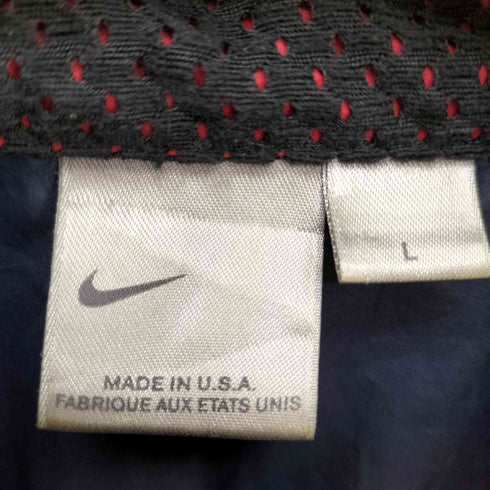 L
MADE IN U.S.A.
FABRIQUE AUX ETATS UNIS